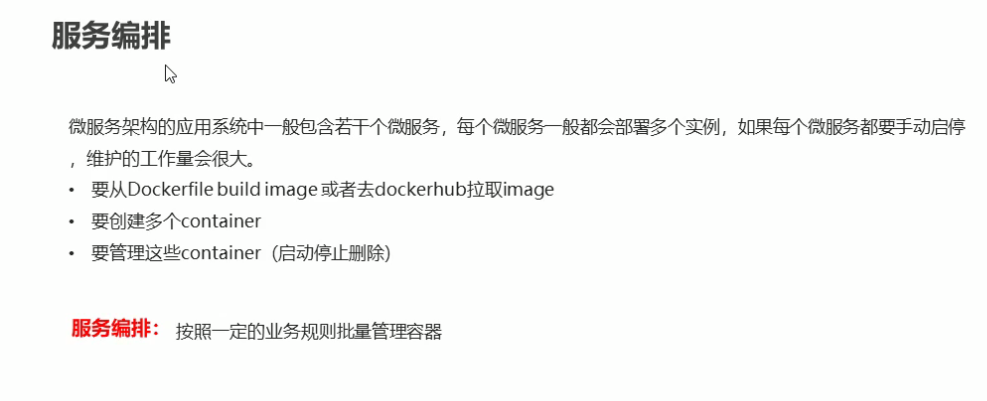 服务编排
微服务架构的应用系统中一般包含若干个微服务，每个微服务一般都会部署多个实例，如果每个微服务都要手动启停
，维护的工作量会很大。
• 要从Dockerfile build image 或者去dockerhub拉取image
• 要创建多个container
• 要管理这些container（启动停止删除）
服务编排： 按照一定的业务规则批量管理容器